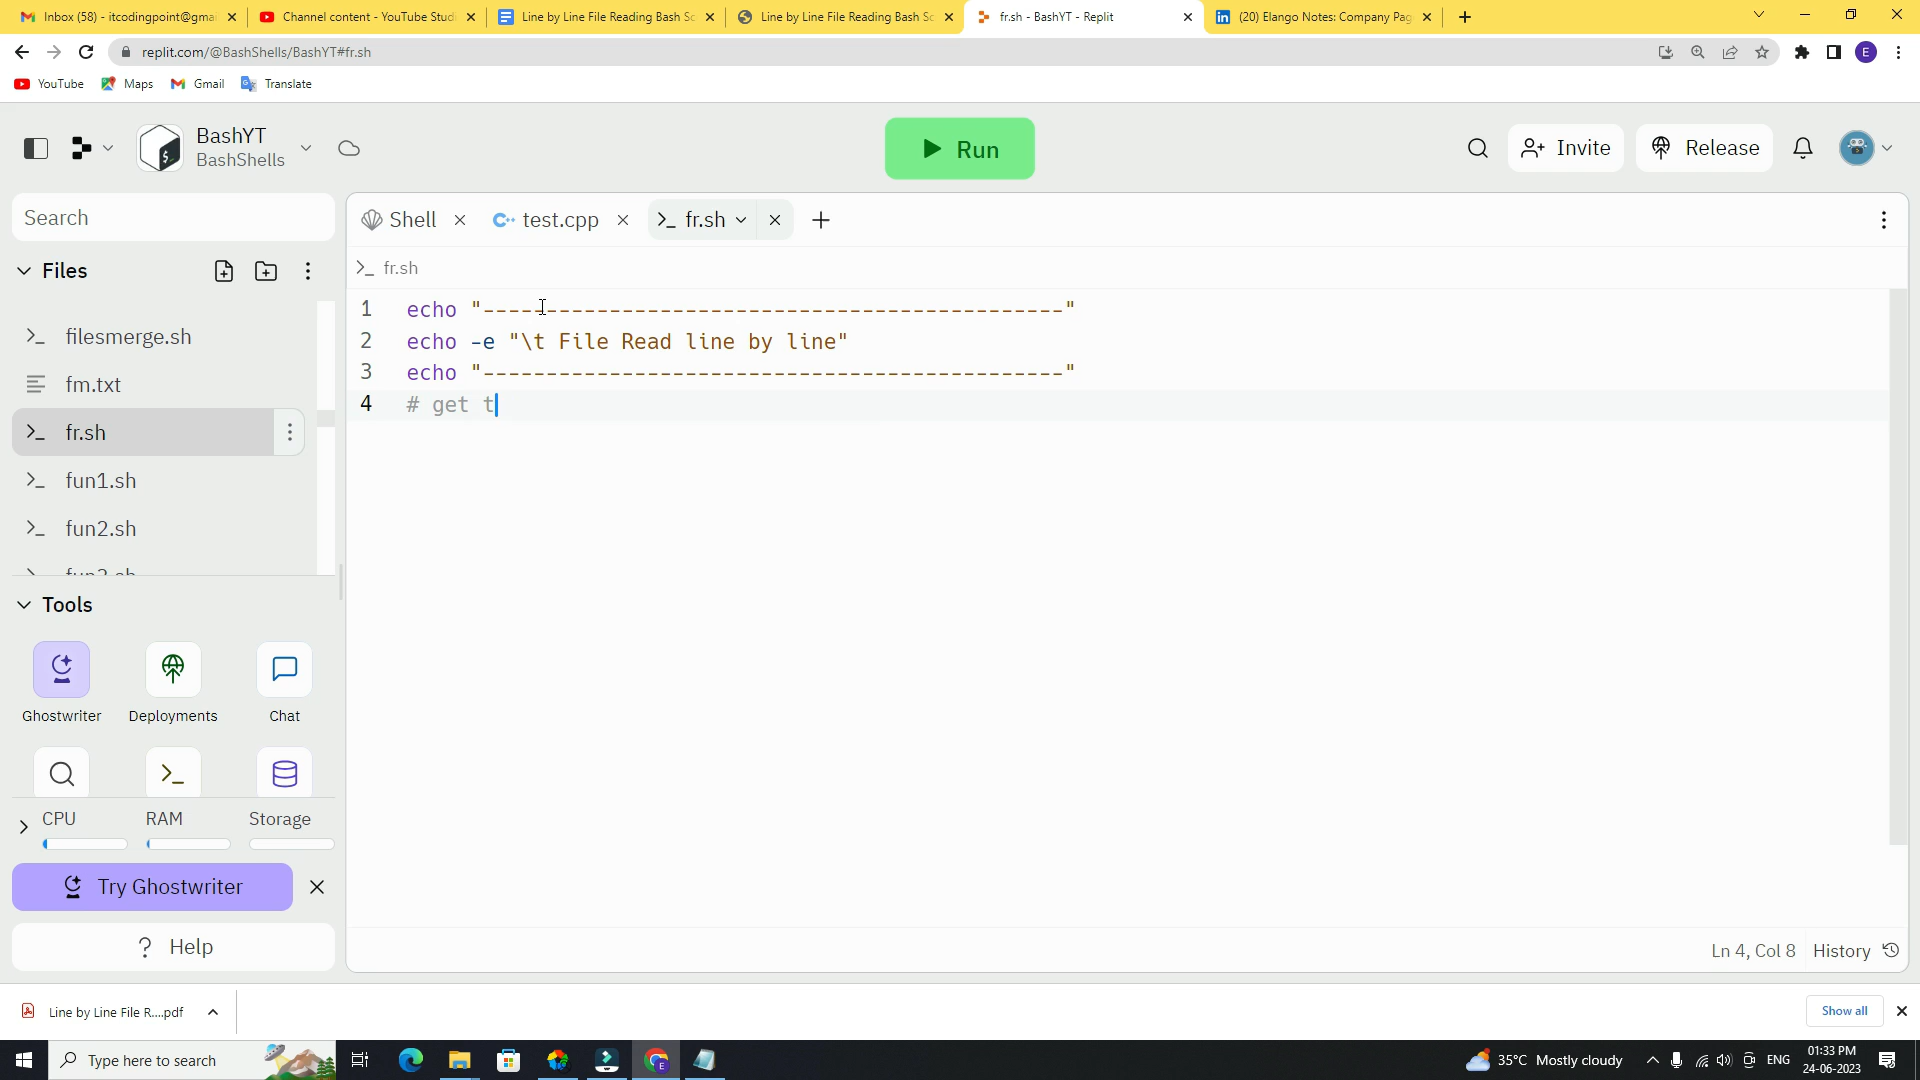 Inbox (58) - itcodingpoint@gmai
Channel content - YouTube Studi
Line by Line File Reading Bash Sc
Line by Line File Reading Bash Sc
fr.sh - BashYT - Replit
(20) Elango Notes: Company Pag
replit.com/@BashShells/BashYT#fr.sh
E
YouTube
Maps
Gmail
Translate
BashYT
BashShells
Run
Invite
Release
Search
Shell
test.cpp
fr.sh
Files
fr.sh
filesmerge.sh
fm.txt
fr.sh
fun1.sh
fun2.sh
1 echo "----------------------------------------------"
2 echo -e "\t File Read line by line"
3 echo "----------------------------------------------"
4 # get t
Tools
Ghostwriter
Deployments
Chat
CPU
RAM
Storage
Try Ghostwriter
? Help
Ln 4, Col 8
History
Line by Line File R....pdf
Show all
Type here to search
35°C Mostly cloudy
ENG
01:33 PM
24-06-2023